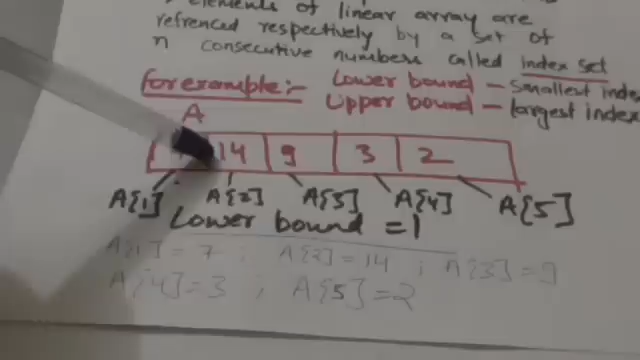 elements of linear array are
refrenced respectively by a set of
n consecutive numbers called index set
For example:- Lower bound - Smallest index
Upper bound - largest index
A
14 9 3 2
A[1] A[2] A[3] A[4] A[5]
Lower bound = 1
A[1] = 7 ; A[2] = 14 ; A[3] = 9
A[4] = 3 ; A[5] = 2